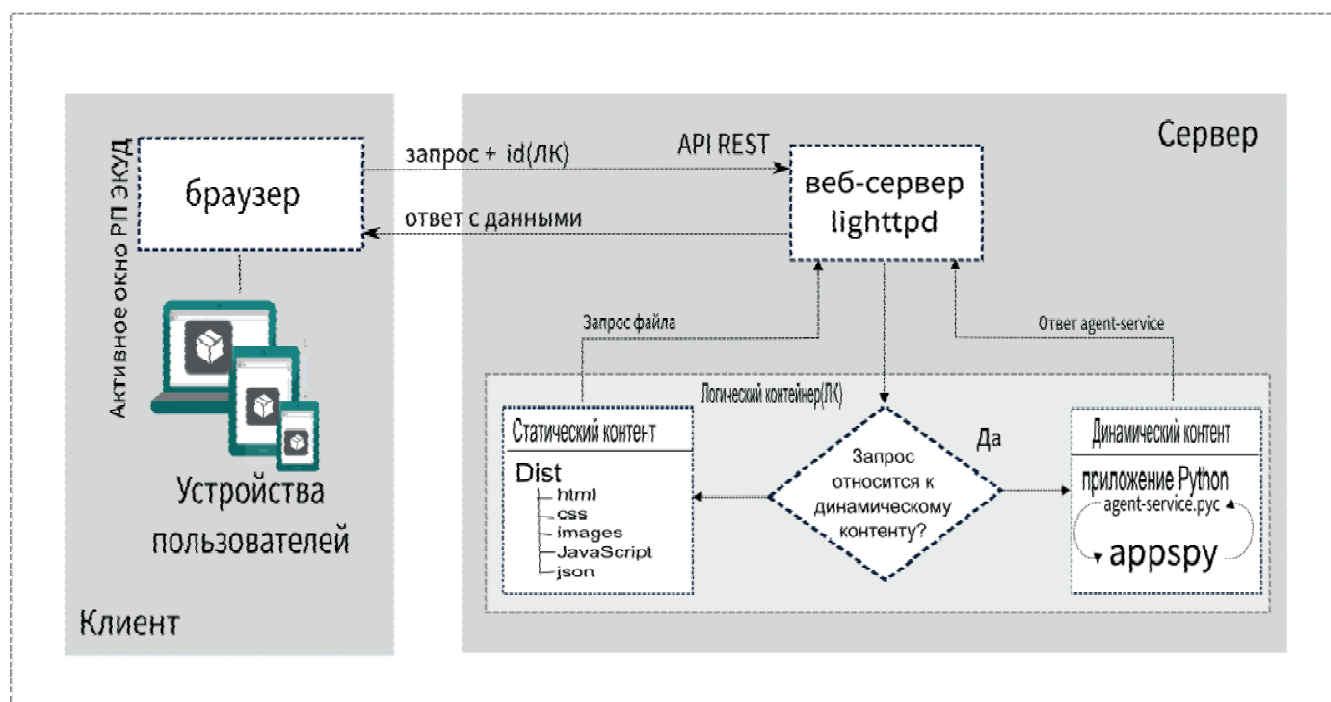 Активное окно РП ЭКУД
браузер
Устройства
пользователей
Клиент
запрос + id(ЛК)
API REST
ответ с данными
Сервер
веб-сервер
lighttpd
Запрос файла
Ответ agent-service
Логический контейнер(ЛК)
Статический контент
Dist
html
css
images
JavaScript
json
Запрос
относится к
динамическому
контенту?
Да
Динамический контент
приложение Python
agent-service.pyc
appspy